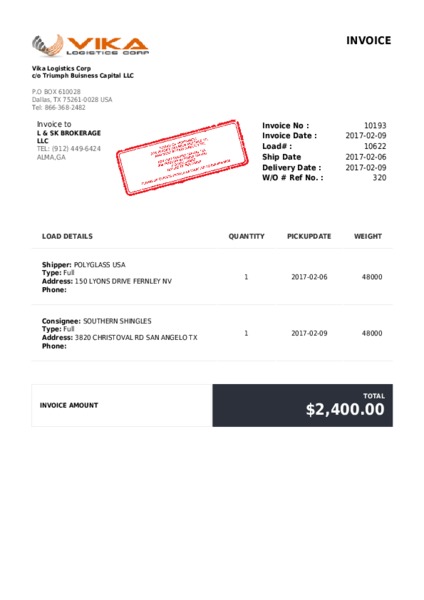 VIKA
LOGISTICS CORP
INVOICE
Vika Logistics Corp
c/o Triumph Buisness Capital LLC
P.O BOX 610028
Dallas, TX 75261-0028 USA
Tel: 866-368-2482
Invoice to
L & SK BROKERAGE
LLC
TEL: (912) 449-6424
ALMA,GA
Invoice No : 10193
Invoice Date : 2017-02-09
Load# : 10622
Ship Date 2017-02-06
Delivery Date : 2017-02-09
W/O # Ref No. : 320
LOAD DETAILS QUANTITY PICKUPDATE WEIGHT
Shipper: POLYGLASS USA
Type: Full
Address: 150 LYONS DRIVE FERNLEY NV
Phone:
1 2017-02-06 48000
Consignee: SOUTHERN SHINGLES
Type: Full
Address: 3820 CHRISTOVAL RD SAN ANGELO TX
Phone:
1 2017-02-09 48000
INVOICE AMOUNT
TOTAL
$2,400.00